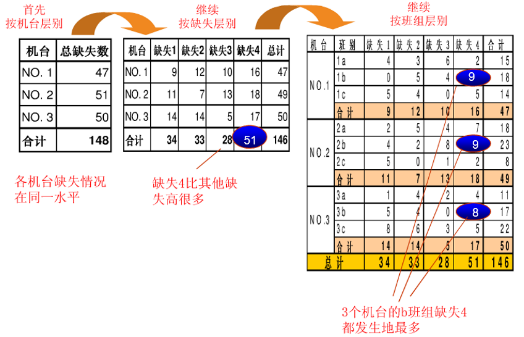 首先
按机台层别
机台 总缺失数
NO. 1 47
NO. 2 51
NO. 3 50
合计 148
各机台缺失情况
在同一水平
继续
按缺失层别
机台 缺失1 缺失2 缺失3 缺失4 总计
NO. 1 9 12 10 16 47
NO. 2 11 7 13 18 49
NO. 3 14 14 5 17 50
合计 34 33 28 51 146
缺失4比其他缺
失高很多
继续
按班组层别
机台 班别 缺失1 缺失2 缺失3 缺失4 合计
NO.1
1a 4 3 6 2 15
1b 0 5 4 9 18
1c 5 4 0 5 14
合计 9 12 10 16 47
NO.2
2a 2 5 4 7 18
2b 4 2 8 9 23
2c 5 0 1 2 8
合计 11 7 13 18 49
NO.3
3a 1 4 2 4 11
3b 5 4 0 8 17
3c 8 6 3 5 22
合计 14 14 5 17 50
总计 34 33 28 51 146
3个机台的b班组缺失4
都发生地最多